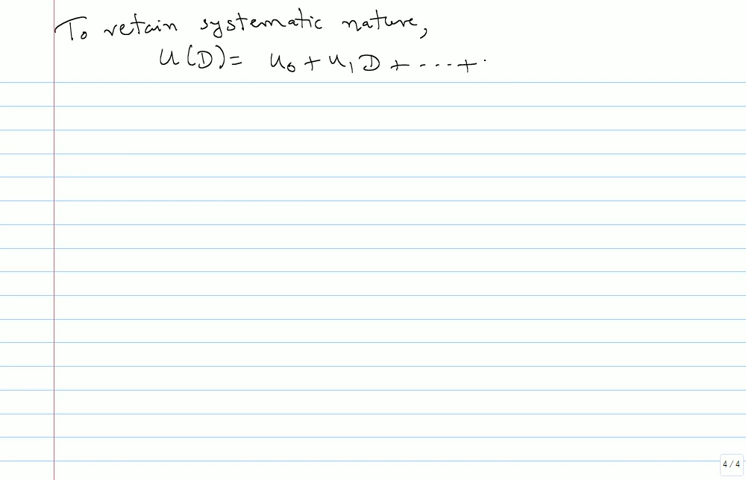 To retain systematic nature,
u(D) = u₀ + u₁D + ---- +
4 / 4